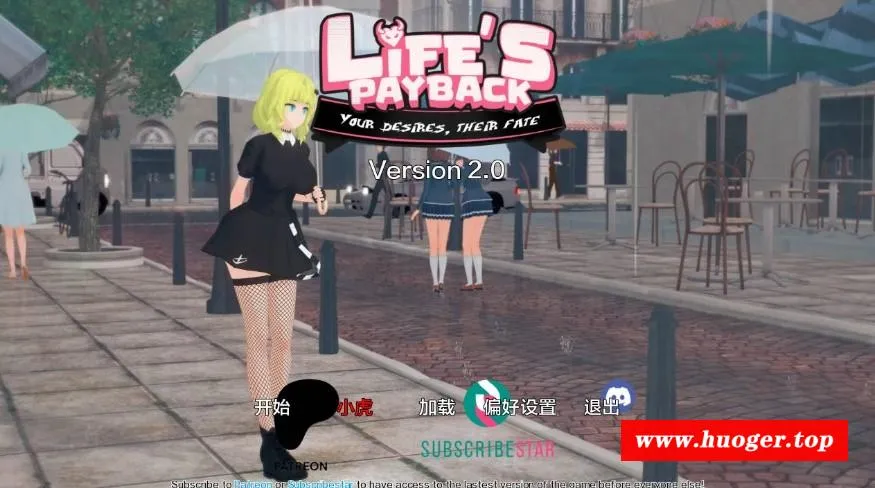 LIFE'S
PAYBACK
YOUR DESIRES, THEIR FATE
Version 2.0
开始 小虎 加载 偏好设置 退出
www.huoger.top
SUBSCRIBESTAR
PATREON
Subscribe to Patreon or Subscribestar to have access to the lastest version of the game before everyone else!